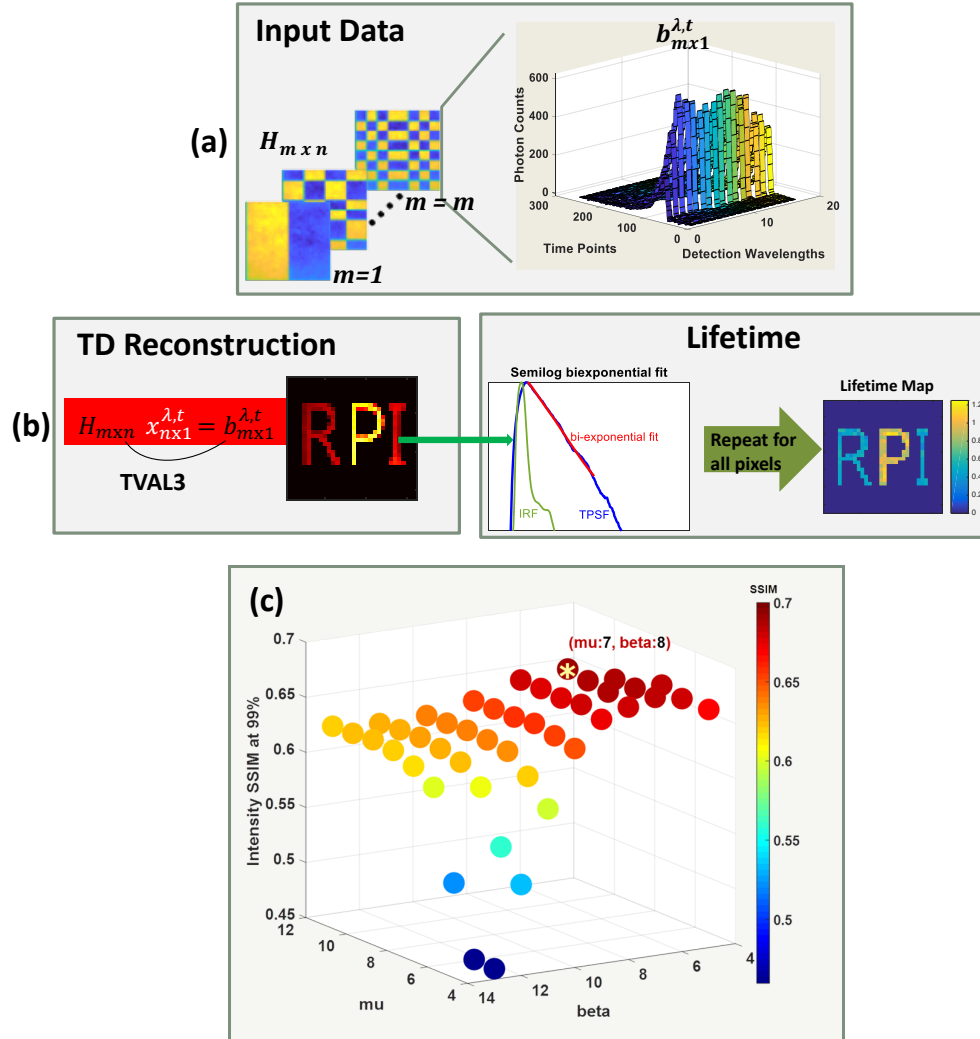 Input Data
b^{λ,t}_{mx1}
(a)
H_{m x n}
m = m
m=1
600
400
200
0
Photon Counts
300
200
100
0
Time Points
0
10
20
Detection Wavelengths
(b)
TD Reconstruction
H_{mxn} x^{λ,t}_{nx1} = b^{λ,t}_{mx1}
TVAL3
RPI
Lifetime
Semilog biexponential fit
bi-exponential fit
IRF
TPSF
Repeat for
all pixels
Lifetime Map
RPI
1.2
1
0.8
0.6
0.4
0.2
0
(c)
(mu:7, beta:8)
*
Intensity SSIM at 99%
0.7
0.65
0.6
0.55
0.5
0.45
12
10
8
6
4
mu
14
12
10
8
6
4
beta
SSIM
0.7
0.65
0.6
0.55
0.5